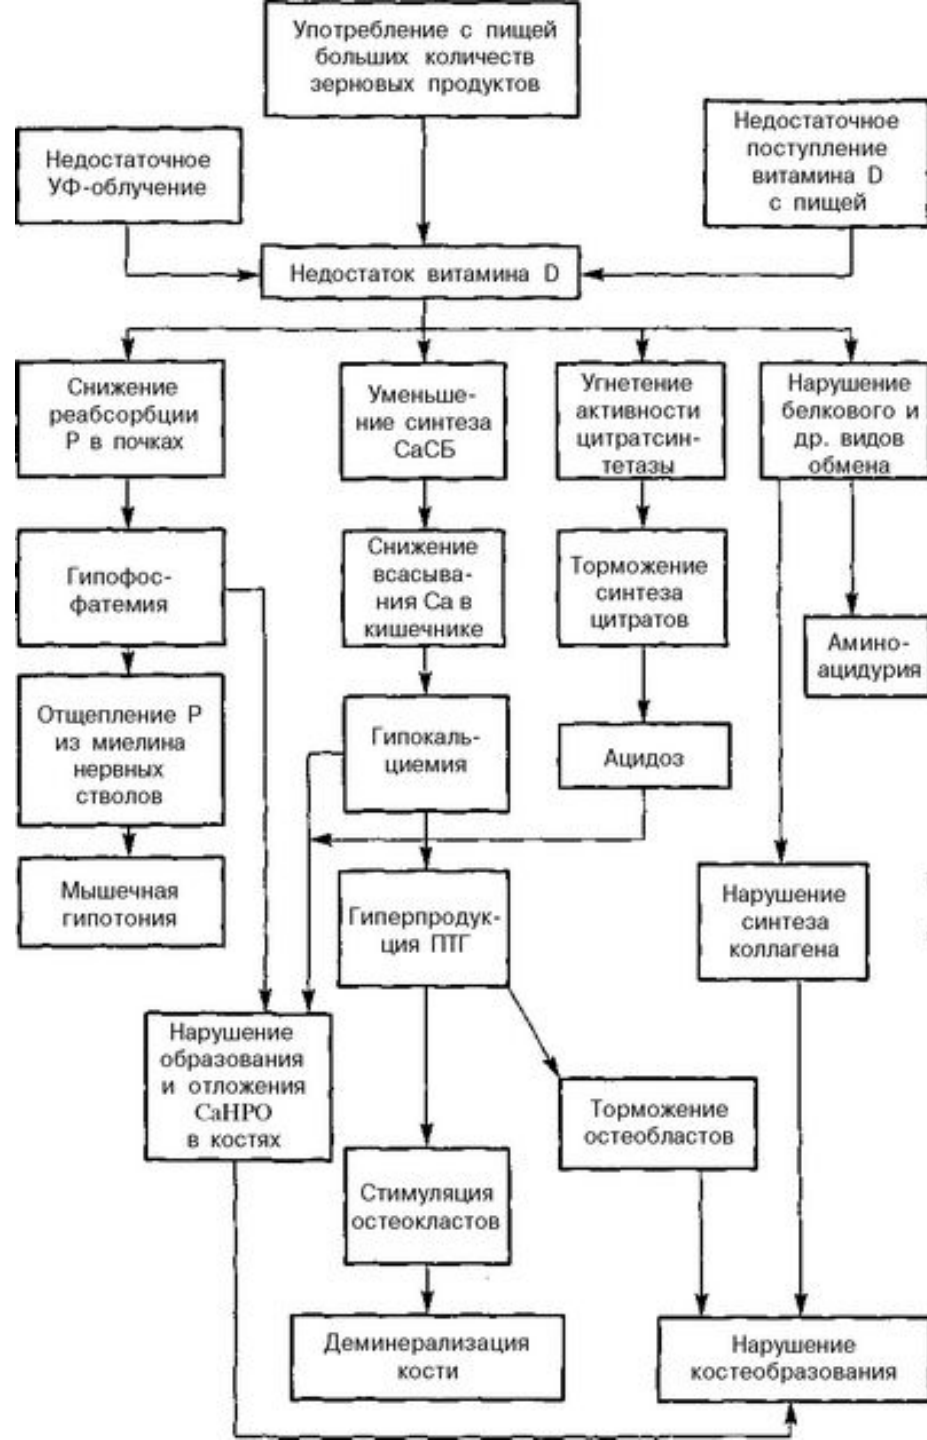 Употребление с пищей
больших количеств
зерновых продуктов
Недостаточное
УФ-облучение
Недостаточное
поступление
витамина D
с пищей
Недостаток витамина D
Снижение
реабсорбции
Р в почках
Уменьше-
ние синтеза
СаСБ
Угнетение
активности
цитратсин-
тетазы
Нарушение
белкового и
др. видов
обмена
Гипофос-
фатемия
Снижение
всасыва-
ния Са в
кишечнике
Торможение
синтеза
цитратов
Амино-
ацидурия
Отщепление Р
из миелина
нервных
стволов
Гипокаль-
циемия
Ацидоз
Мышечная
гипотония
Гиперпродук-
ция ПТГ
Нарушение
синтеза
коллагена
Нарушение
образования
и отложения
СаНРО
в костях
Торможение
остеобластов
Стимуляция
остеокластов
Деминерализация
кости
Нарушение
костеобразования